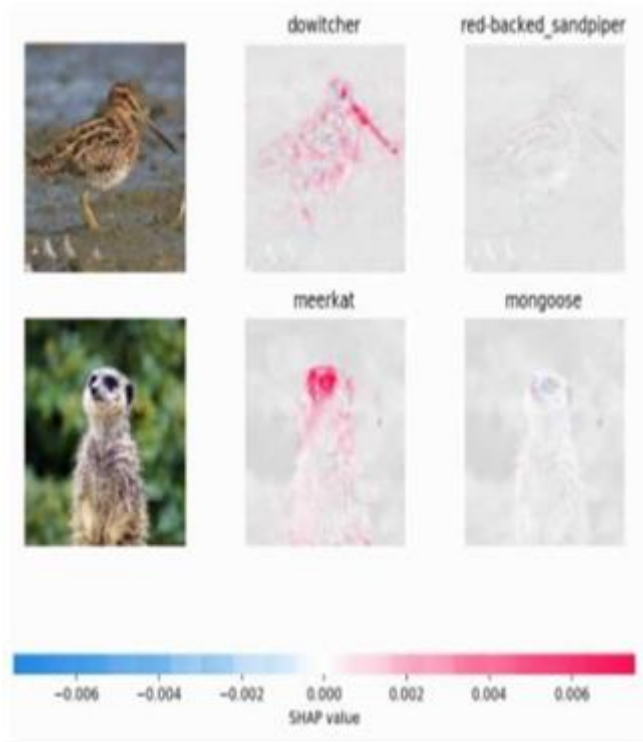 dowitcher
red-backed_sandpiper
meerkat
mongoose
−0.006 −0.004 −0.002 0.000 0.002 0.004 0.006
SHAP value